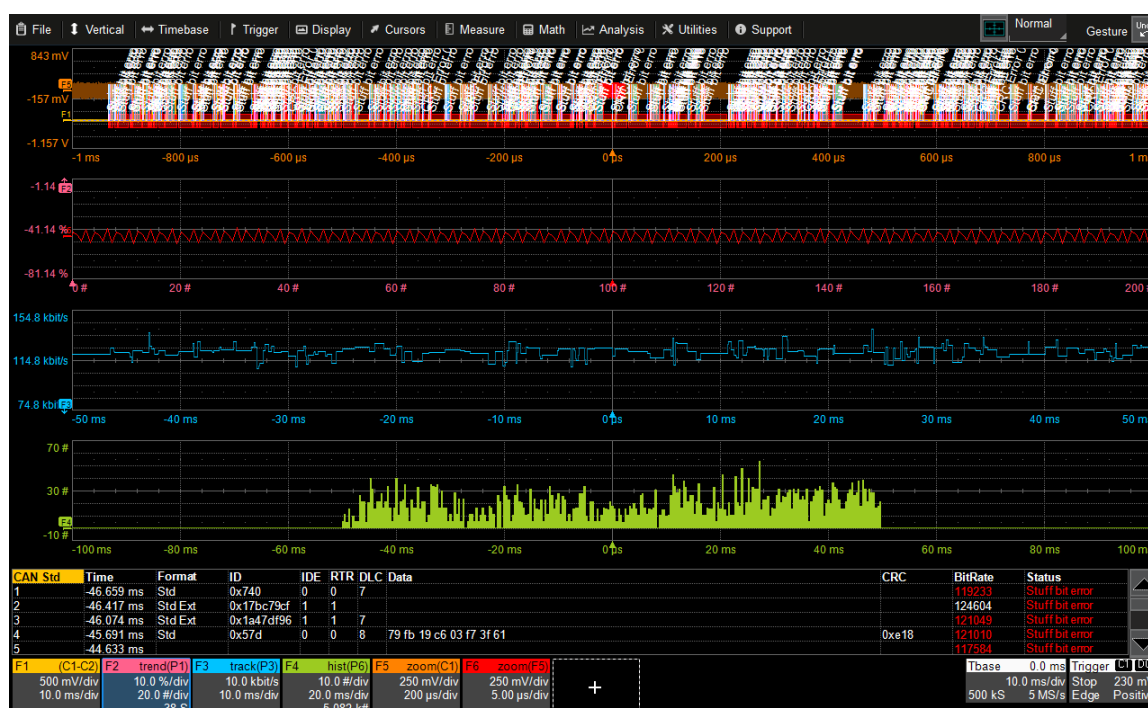 File Vertical Timebase Trigger Display Cursors Measure Math Analysis Utilities Support Normal Gesture
843 mV
-157 mV
F1
-1.157 V
-1 ms -800 µs -600 µs -400 µs -200 µs 0 µs 200 µs 400 µs 600 µs 800 µs 1 m
-1.14 F2
-41.14 %
-81.14 %
0 # 20 # 40 # 60 # 80 # 100 # 120 # 140 # 160 # 180 # 200
154.8 kbit/s
114.8 kbit/s
74.8 kbi F3
-50 ms -40 ms -30 ms -20 ms -10 ms 0 µs 10 ms 20 ms 30 ms 40 ms 50 m
70 #
30 #
F4
-10 #
-100 ms -80 ms -60 ms -40 ms -20 ms 0 µs 20 ms 40 ms 60 ms 80 ms 100 m
CAN Std Time Format ID IDE RTR DLC Data CRC BitRate Status
1 -46.659 ms Std 0x740 0 0 7 119233 Stuff bit error
2 -46.417 ms Std Ext 0x17bc79cf 1 1 124604 Stuff bit error
3 -46.074 ms Std Ext 0x1a47df96 1 1 7 121049 Stuff bit error
4 -45.691 ms Std 0x57d 0 0 8 79 fb 19 c6 03 f7 3f 61 0xe18 121010 Stuff bit error
5 -44.633 ms 117584 Stuff bit error
F1 (C1-C2) F2 trend(P1) F3 track(P3) F4 hist(P6) F5 zoom(C1) F6 zoom(F5) Tbase 0.0 ms Trigger C1
500 mV/div 10.0 %/div 10.0 kbit/s 10.0 #/div 250 mV/div 250 mV/div 10.0 ms/div Stop 230 m
10.0 ms/div 20.0 #/div 10.0 ms/div 20.0 ms/div 200 µs/div 5.00 µs/div 500 kS 5 MS/s Edge Positiv